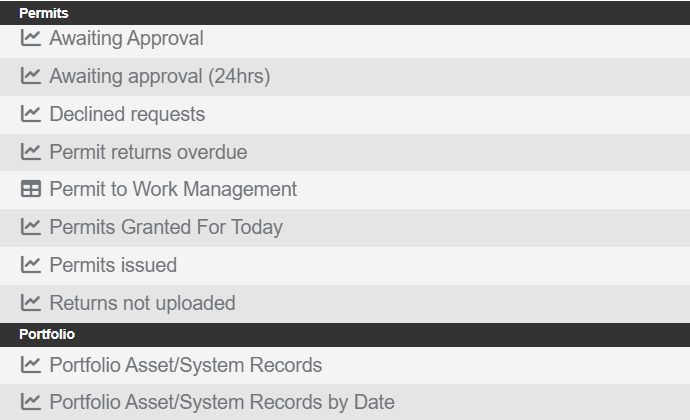 Permits
Awaiting Approval
Awaiting approval (24hrs)
Declined requests
Permit returns overdue
Permit to Work Management
Permits Granted For Today
Permits issued
Returns not uploaded
Portfolio
Portfolio Asset/System Records
Portfolio Asset/System Records by Date